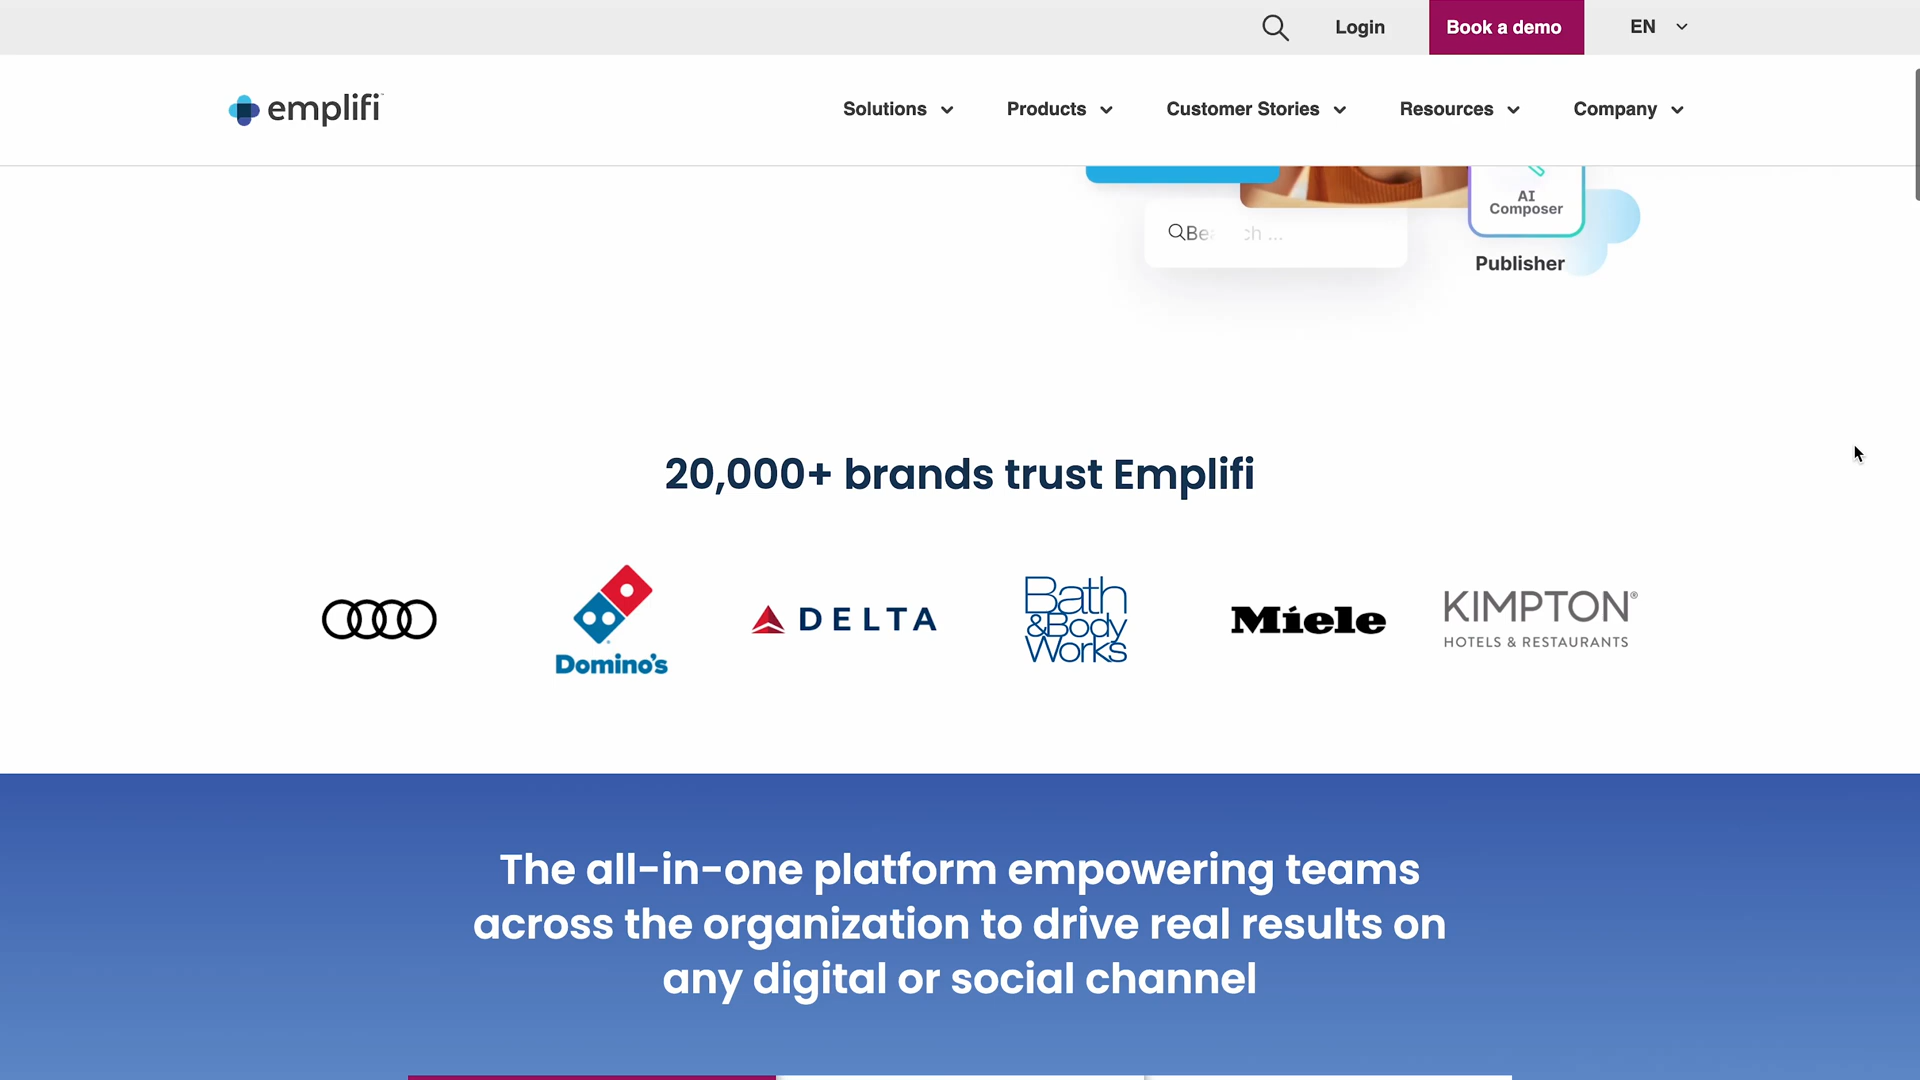 Login
Book a demo
EN
emplifi
Solutions
Products
Customer Stories
Resources
Company
AI
Composer
Publisher
20,000+ brands trust Emplifi
Domino's
DELTA
Bath
&Body
Works
Miele
KIMPTON®
HOTELS & RESTAURANTS
The all-in-one platform empowering teams
across the organization to drive real results on
any digital or social channel